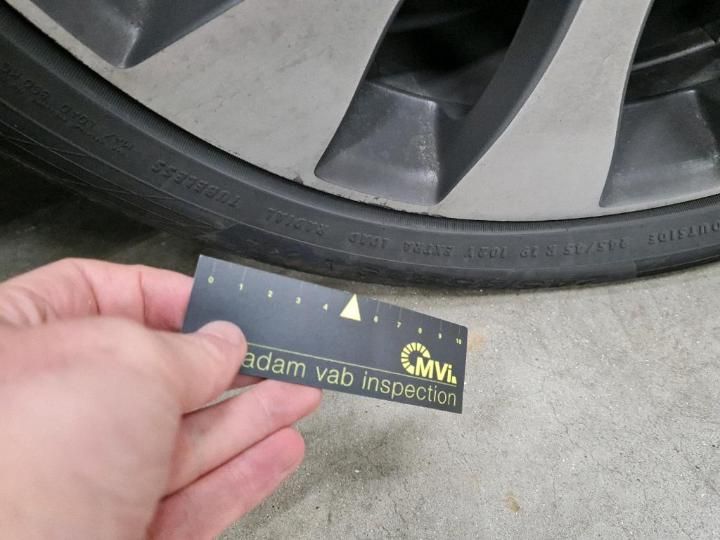 TUBELESS
RADIAL
EXTRA LOAD
245/45 R 19 102Y
OUTSIDE
0 1 2 3 4 6 7 8 9 10
MVi.
adam vab inspection